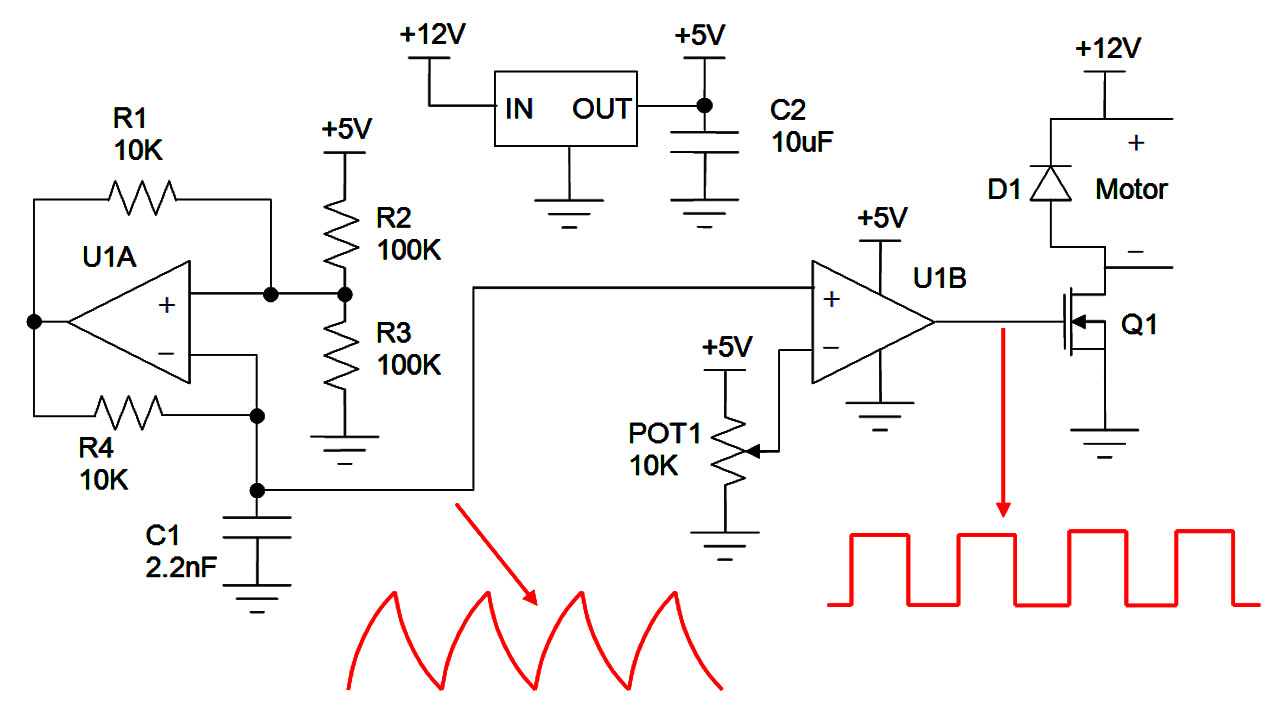 +12V
+5V
IN OUT
C2
10uF
+12V
+
D1
Motor
−
R1
10K
+5V
R2
100K
U1A
+
−
R3
100K
R4
10K
C1
2.2nF
+5V
U1B
+
−
+5V
POT1
10K
Q1